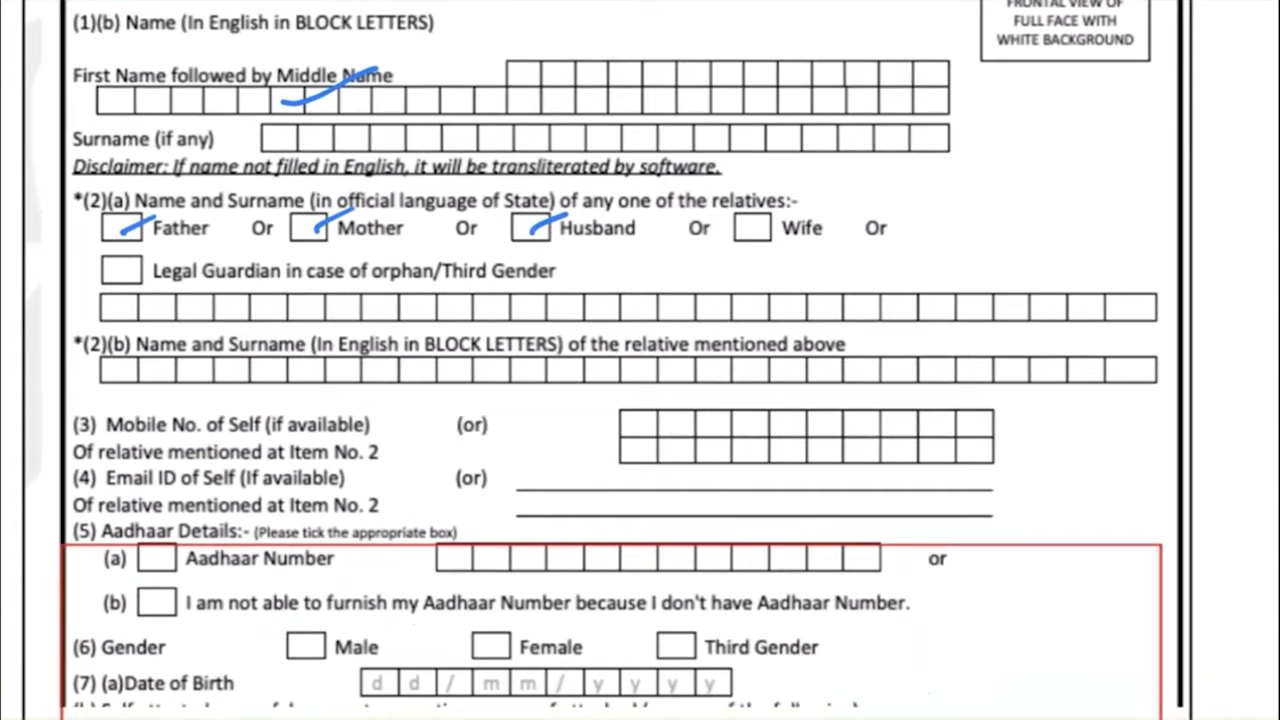 FRONTAL VIEW OF
FULL FACE WITH
WHITE BACKGROUND
(1)(b) Name (In English in BLOCK LETTERS)
First Name followed by Middle Name
Surname (if any)
Disclaimer: If name not filled in English, it will be transliterated by software.
*(2)(a) Name and Surname (in official language of State) of any one of the relatives:-
Father Or Mother Or Husband Or Wife Or
Legal Guardian in case of orphan/Third Gender
*(2)(b) Name and Surname (In English in BLOCK LETTERS) of the relative mentioned above
(3) Mobile No. of Self (if available) (or)
Of relative mentioned at Item No. 2
(4) Email ID of Self (If available) (or)
Of relative mentioned at Item No. 2
(5) Aadhaar Details:- (Please tick the appropriate box)
(a) Aadhaar Number or
(b) I am not able to furnish my Aadhaar Number because I don't have Aadhaar Number.
(6) Gender Male Female Third Gender
(7) (a)Date of Birth d d / m m / y y y y